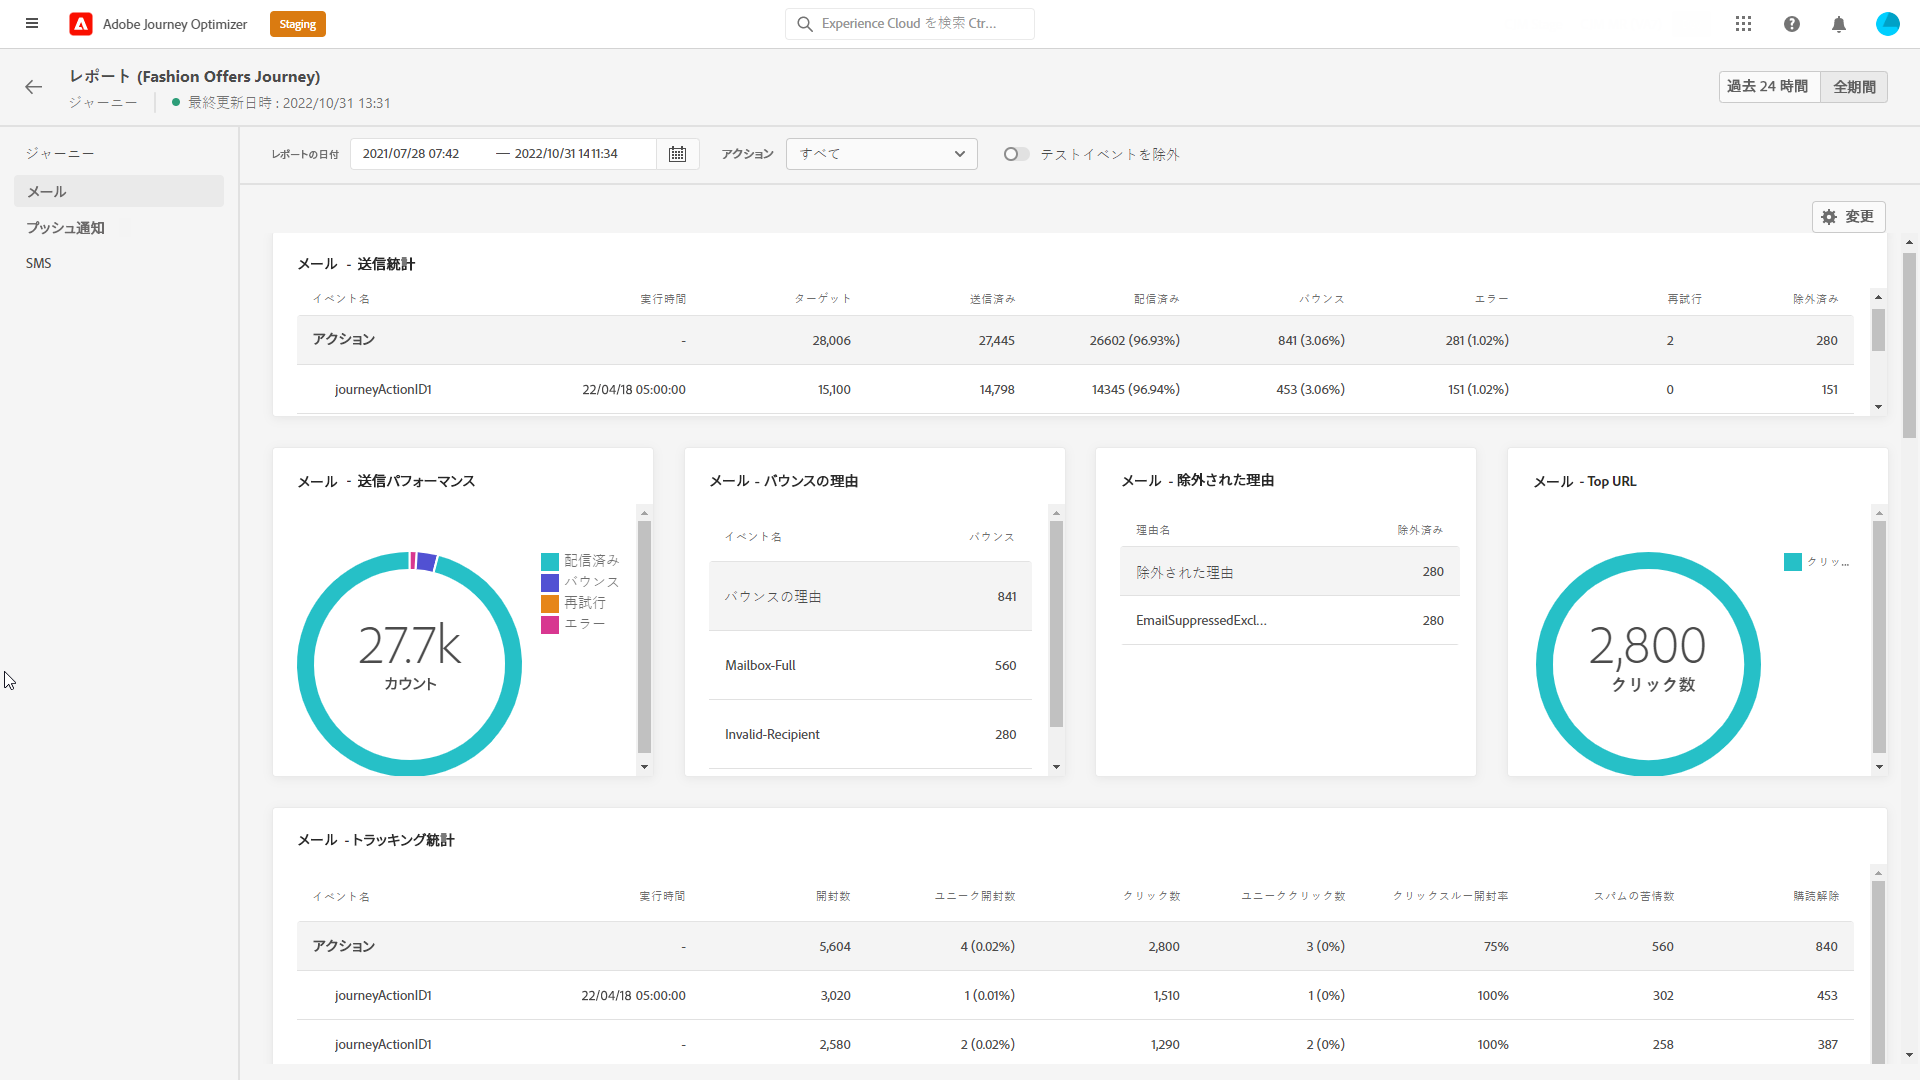 Adobe Journey Optimizer
Staging
Experience Cloud を検索 Ctr...
レポート (Fashion Offers Journey)
ジャーニー
最終更新日時 : 2022/10/31 13:31
過去 24 時間
全期間
ジャーニー
メール
プッシュ通知
SMS
レポートの日付
2021/07/28 07:42
— 2022/10/31 1411:34
アクション
すべて
テストイベントを除外
変更
メール - 送信統計
イベント名 実行時間 ターゲット 送信済み 配信済み バウンス エラー 再試行 除外済み
アクション - 28,006 27,445 26602 (96.93%) 841 (3.06%) 281 (1.02%) 2 280
journeyActionID1 22/04/18 05:00:00 15,100 14,798 14345 (96.94%) 453 (3.06%) 151 (1.02%) 0 151
メール - 送信パフォーマンス
27.7k
カウント
配信済み
バウンス
再試行
エラー
メール - バウンスの理由
イベント名 バウンス
バウンスの理由 841
Mailbox-Full 560
Invalid-Recipient 280
メール - 除外された理由
理由名 除外済み
除外された理由 280
EmailSuppressedExcl... 280
メール - Top URL
2,800
クリック数
クリッ...
メール - トラッキング統計
イベント名 実行時間 開封数 ユニーク開封数 クリック数 ユニーククリック数 クリックスルー開封率 スパムの苦情数 購読解除
アクション - 5,604 4 (0.02%) 2,800 3 (0%) 75% 560 840
journeyActionID1 22/04/18 05:00:00 3,020 1 (0.01%) 1,510 1 (0%) 100% 302 453
journeyActionID1 - 2,580 2 (0.02%) 1,290 2 (0%) 100% 258 387